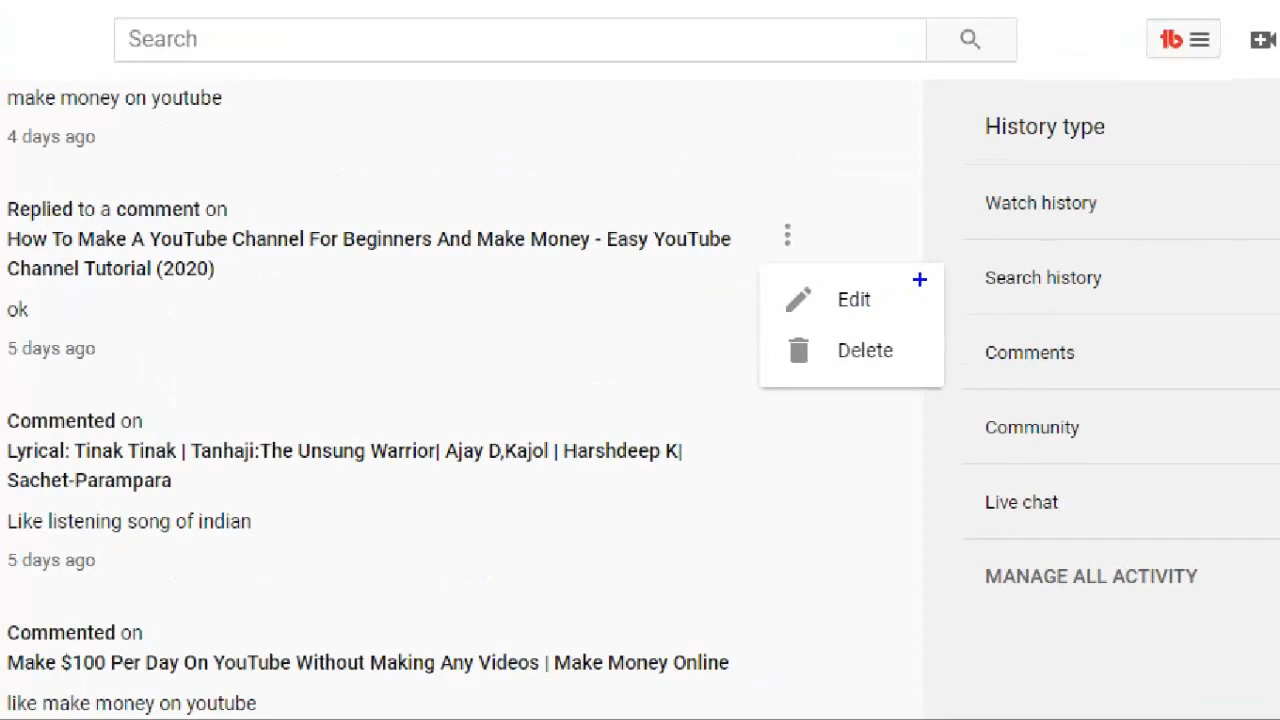 Search
tb
make money on youtube
4 days ago
Replied to a comment on
How To Make A YouTube Channel For Beginners And Make Money - Easy YouTube
Channel Tutorial (2020)
ok
5 days ago
Edit
Delete
Commented on
Lyrical: Tinak Tinak | Tanhaji:The Unsung Warrior| Ajay D,Kajol | Harshdeep K|
Sachet-Parampara
Like listening song of indian
5 days ago
Commented on
Make $100 Per Day On YouTube Without Making Any Videos | Make Money Online
like make money on youtube
History type
Watch history
Search history
Comments
Community
Live chat
MANAGE ALL ACTIVITY